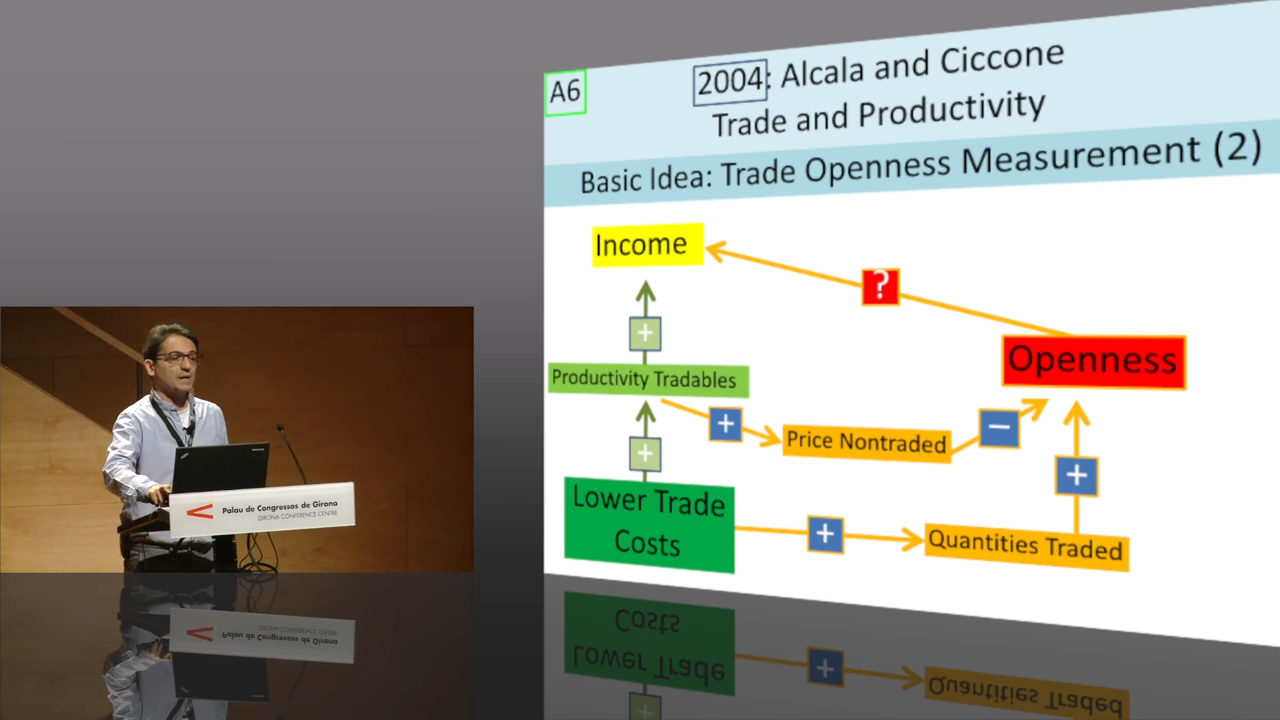 A6
2004: Alcala and Ciccone
Trade and Productivity
Basic Idea: Trade Openness Measurement (2)
Income
?
+
Openness
Productivity Tradables
+
−
Price Nontraded
+
+
Lower Trade
Costs
+
Quantities Traded
Palau de Congressos de Girona
GIRONA CONFERENCE CENTRE